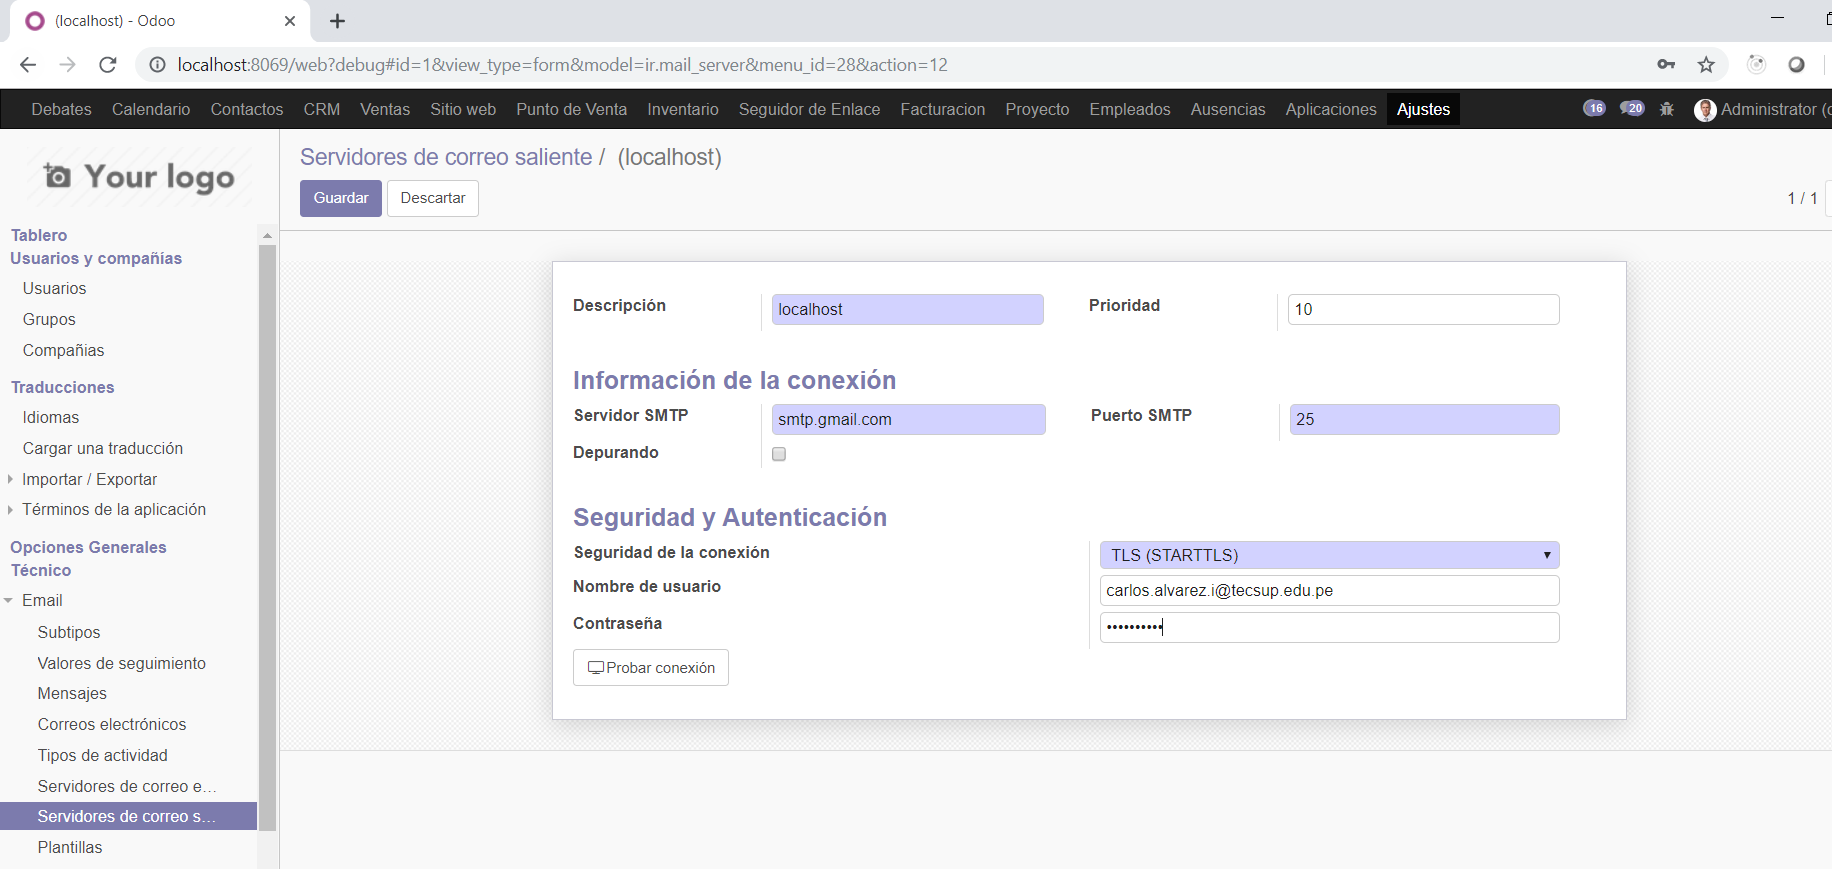 (localhost) - Odoo
localhost:8069/web?debug#id=1&view_type=form&model=ir.mail_server&menu_id=28&action=12
Debates Calendario Contactos CRM Ventas Sitio web Punto de Venta Inventario Seguidor de Enlace Facturacion Proyecto Empleados Ausencias Aplicaciones Ajustes 16 20 Administrator (
Your logo
Servidores de correo saliente / (localhost)
Guardar Descartar
1 / 1
Tablero
Usuarios y compañías
Usuarios
Grupos
Compañias
Traducciones
Idiomas
Cargar una traducción
Importar / Exportar
Términos de la aplicación
Opciones Generales
Técnico
Email
Subtipos
Valores de seguimiento
Mensajes
Correos electrónicos
Tipos de actividad
Servidores de correo e...
Servidores de correo s...
Plantillas
Descripción localhost Prioridad 10
Información de la conexión
Servidor SMTP smtp.gmail.com Puerto SMTP 25
Depurando
Seguridad y Autenticación
Seguridad de la conexión TLS (STARTTLS)
Nombre de usuario carlos.alvarez.i@tecsup.edu.pe
Contraseña ••••••••••
Probar conexión